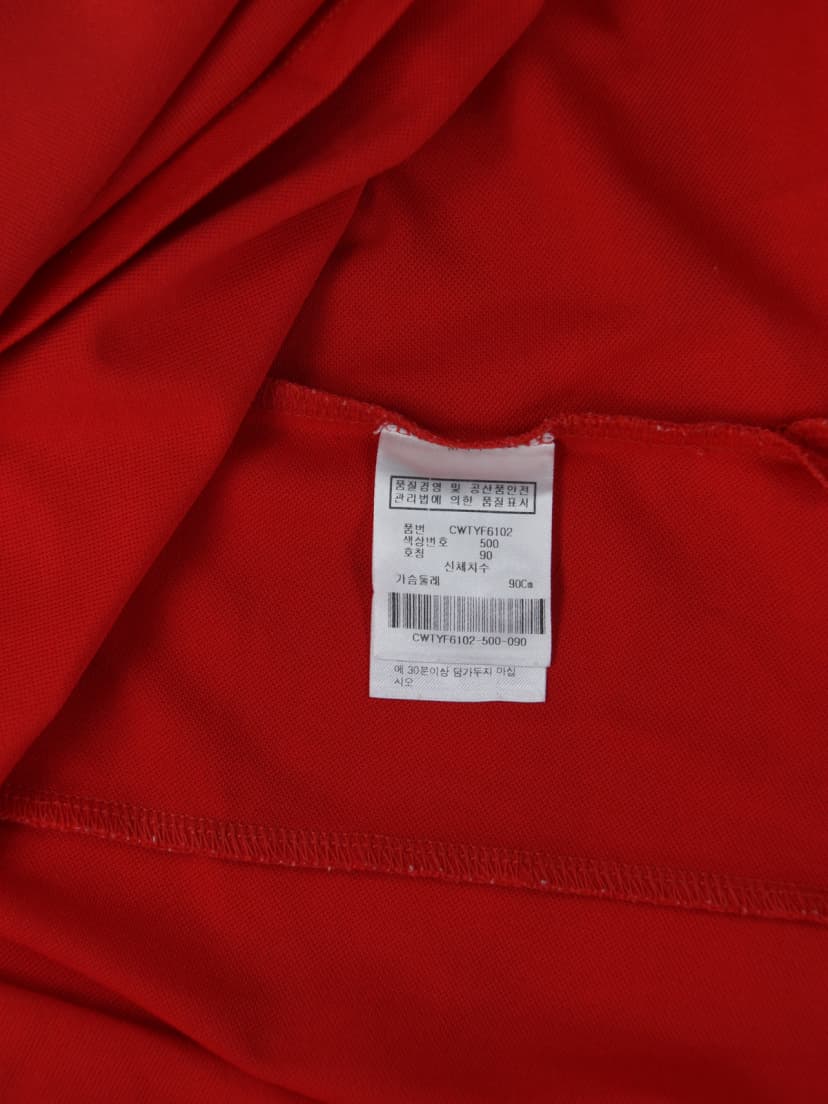 품질경영 및 공산품안전
관리법에 의한 품질표시
품번 CWTYF6102
색상번호 500
호칭 90
신체치수
가슴둘레 90Cm
CWTYF6102-500-090
에 30분이상 담가두지 마십
시오